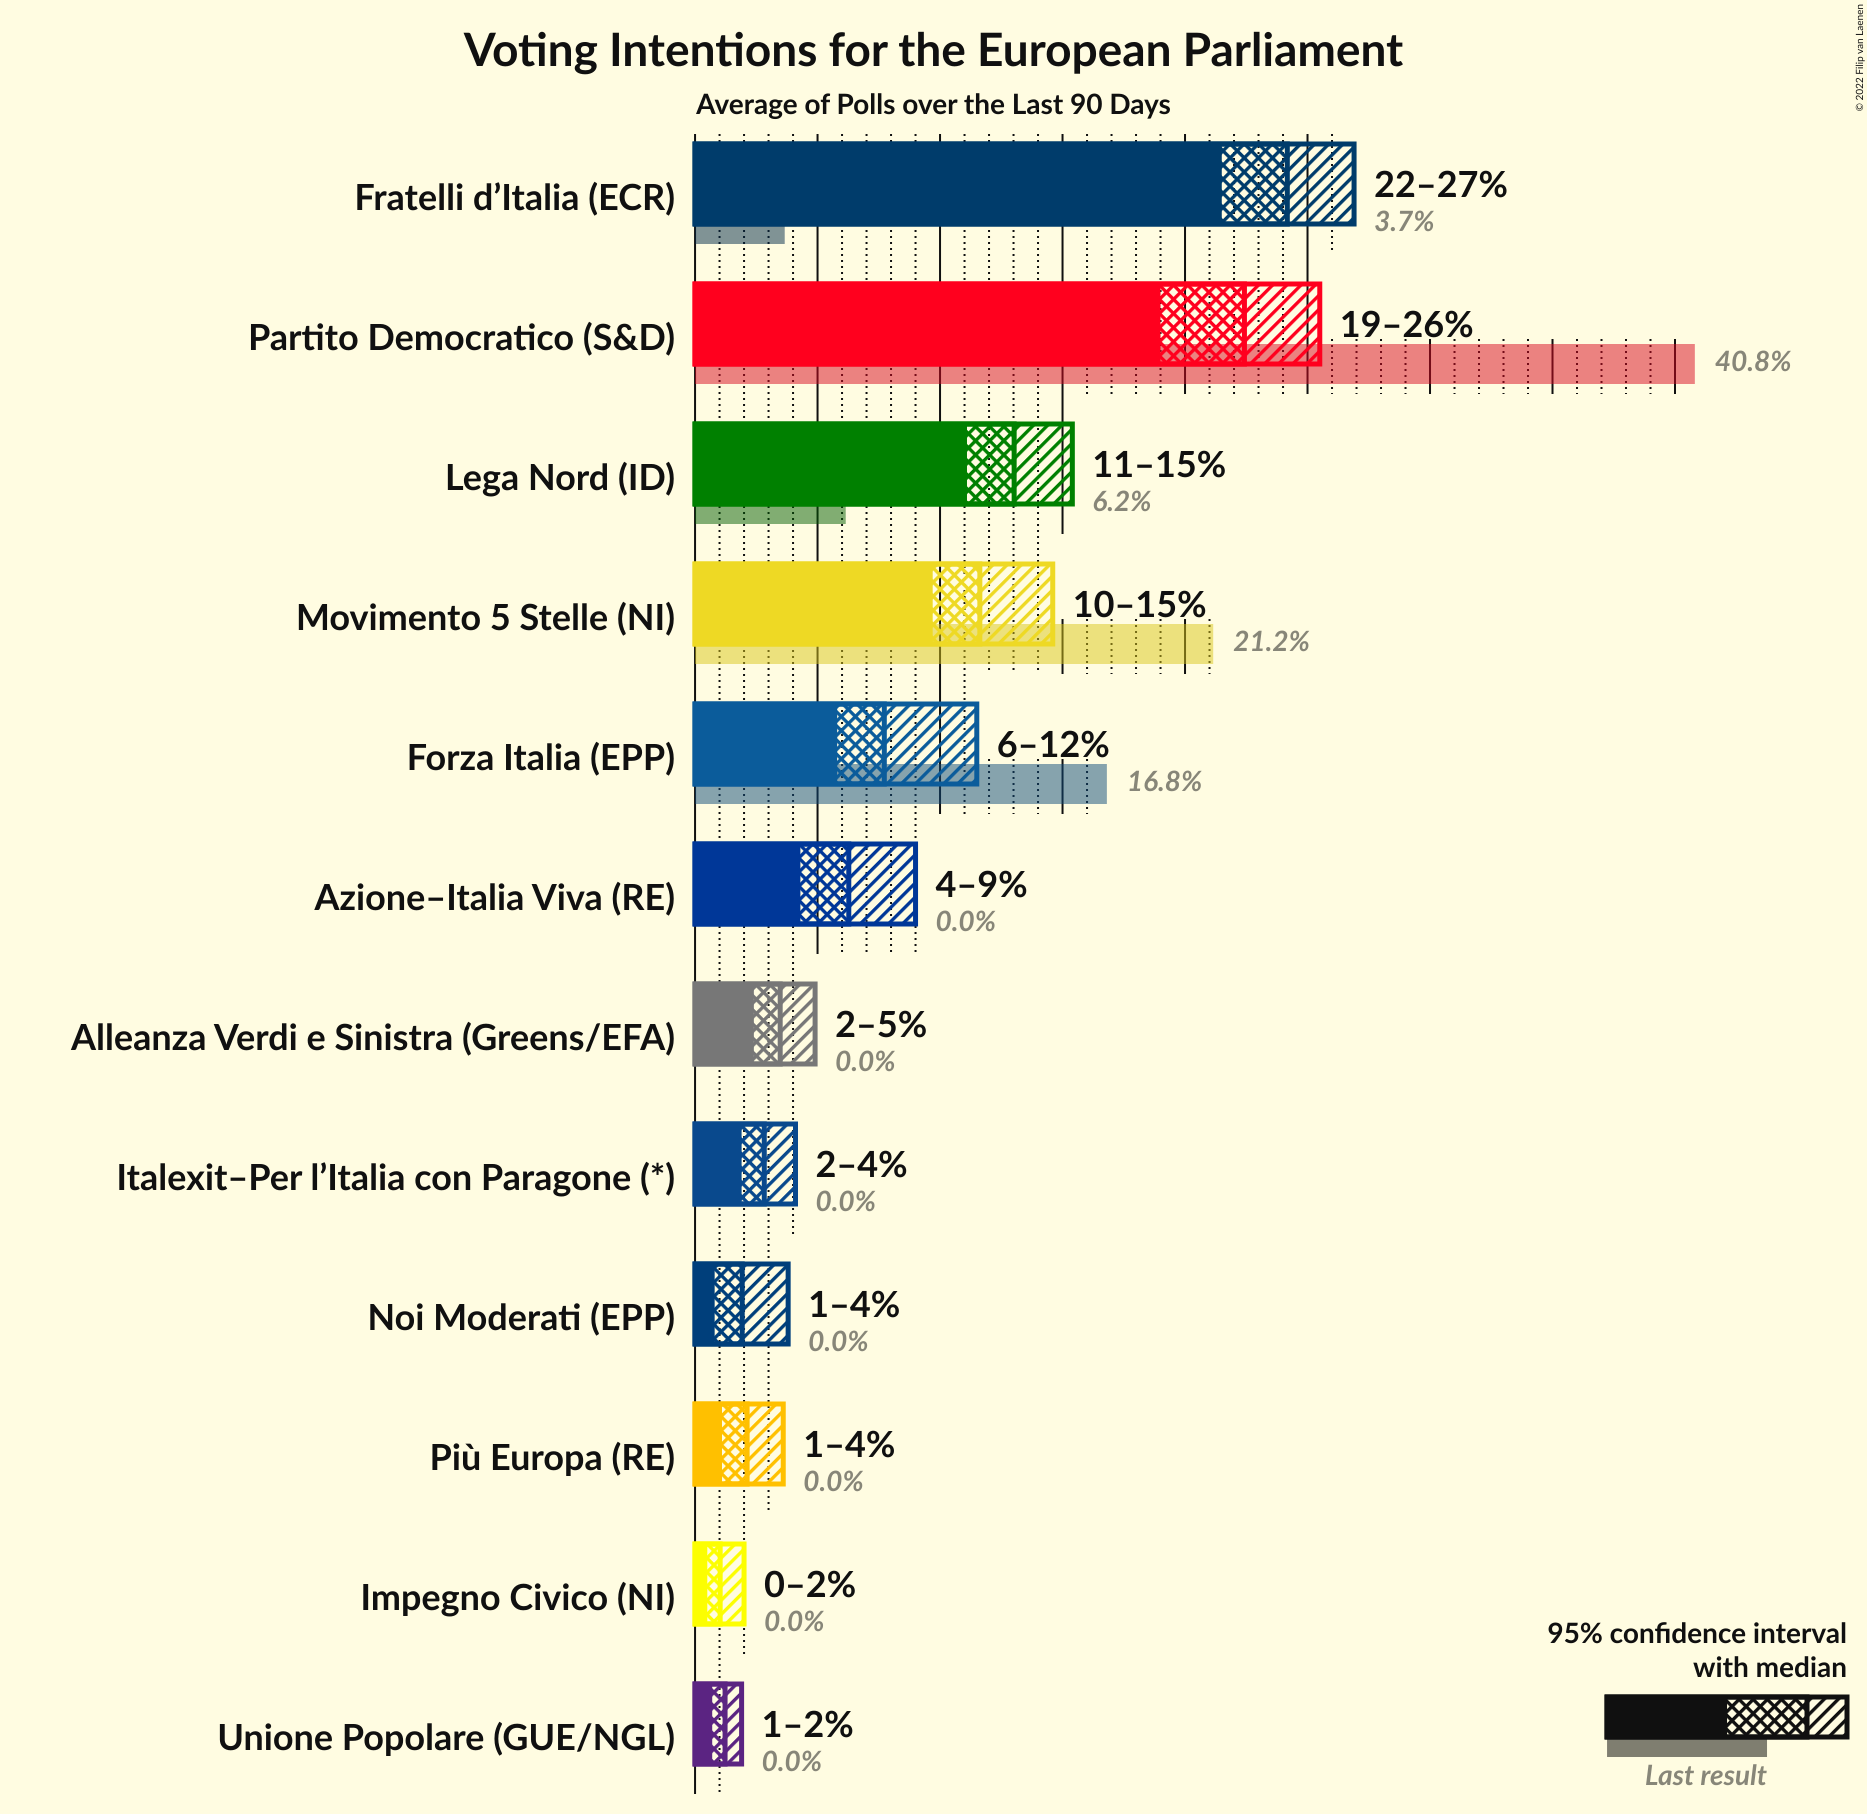 Voting Intentions for the European Parliament
Average of Polls over the Last 90 Days
© 2022 Filip van Laenen
Fratelli d’Italia (ECR)
22–27%
3.7%
Partito Democratico (S&D)
19–26%
40.8%
Lega Nord (ID)
11–15%
6.2%
Movimento 5 Stelle (NI)
10–15%
21.2%
Forza Italia (EPP)
6–12%
16.8%
Azione–Italia Viva (RE)
4–9%
0.0%
Alleanza Verdi e Sinistra (Greens/EFA)
2–5%
0.0%
Italexit–Per l’Italia con Paragone (*)
2–4%
0.0%
Noi Moderati (EPP)
1–4%
0.0%
Più Europa (RE)
1–4%
0.0%
Impegno Civico (NI)
0–2%
0.0%
Unione Popolare (GUE/NGL)
1–2%
0.0%
95% confidence interval
with median
Last result